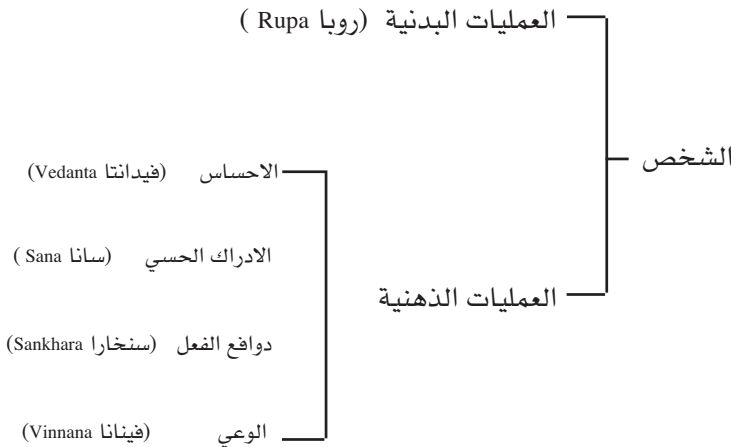 العمليات البدنية (روبا Rupa )
الشخص
الاحساس (فيدانتا Vedanta)
الادراك الحسي (سانا Sana )
العمليات الذهنية
دوافع الفعل (سنخارا Sankhara)
الوعي (فينانا Vinnana)